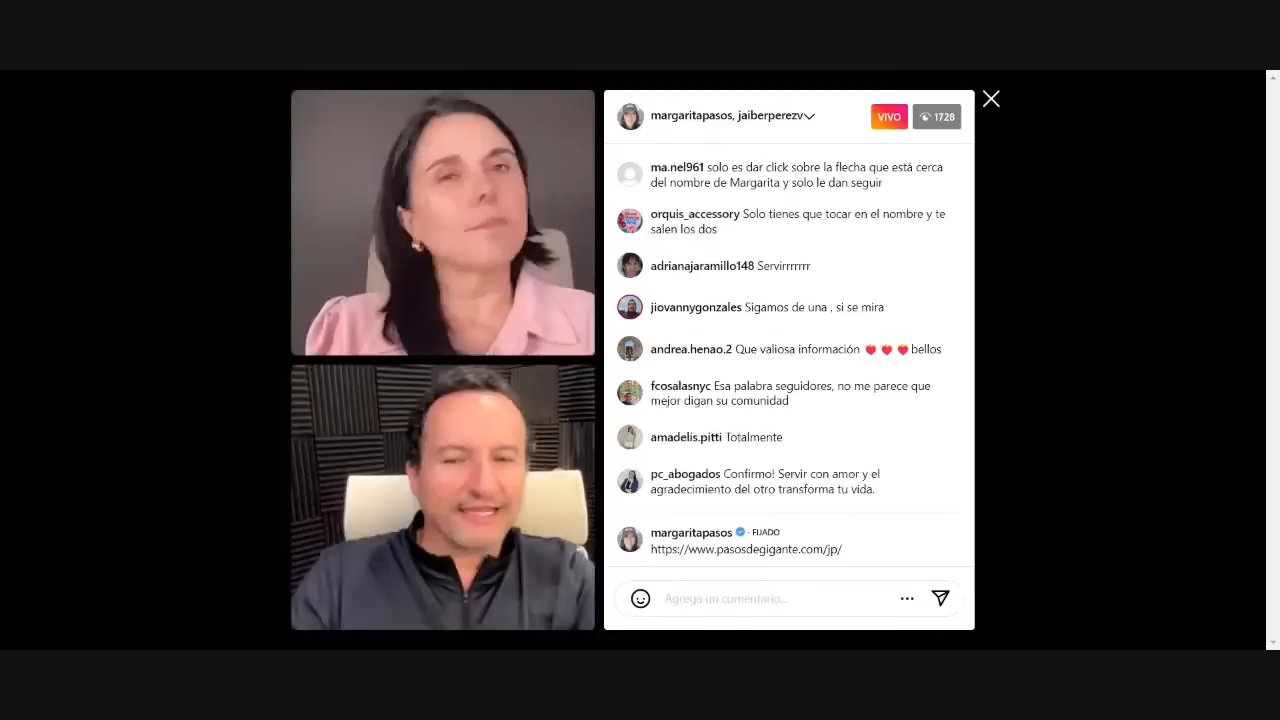 margaritapasos, jaiberperezv
VIVO
1728
ma.nel961 solo es dar click sobre la flecha que está cerca
del nombre de Margarita y solo le dan seguir
orquis_accessory Solo tienes que tocar en el nombre y te
salen los dos
adrianajaramillo148 Servirrrrrrr
jiovannygonzales Sigamos de una , si se mira
andrea.henao.2 Que valiosa información ❤️ ❤️ ❤️ bellos
fcosalasnyc Esa palabra seguidores, no me parece que
mejor digan su comunidad
amadelis.pitti Totalmente
pc_abogados Confirmo! Servir con amor y el
agradecimiento del otro transforma tu vida.
margaritapasos · FIJADO
https://www.pasosdegigante.com/jp/
Agrega un comentario...